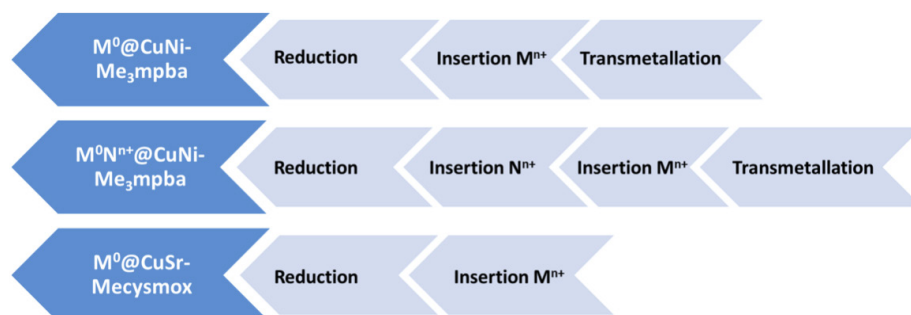 M⁰@CuNi-
Me₃mpba
Reduction
Insertion Mⁿ⁺
Transmetallation
M⁰Nⁿ⁺@CuNi-
Me₃mpba
Reduction
Insertion Nⁿ⁺
Insertion Mⁿ⁺
Transmetallation
M⁰@CuSr-
Mecysmox
Reduction
Insertion Mⁿ⁺